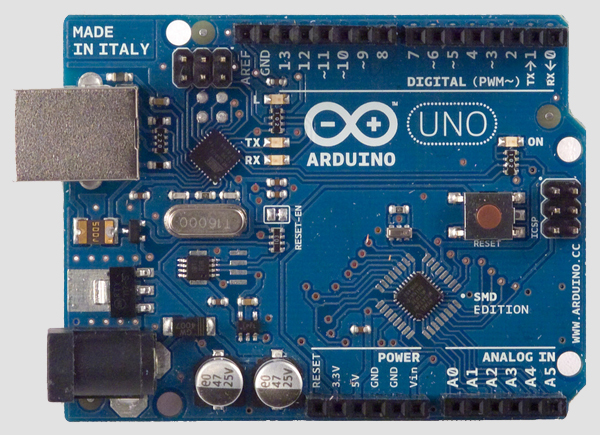 MADE
IN ITALY
AREF
GND
13
12
~11
~10
~9
8
7
~6
~5
4
~3
2
TX→1
RX←0
DIGITAL (PWM~)
L
TX
RX
™
UNO
ARDUINO
ON
T16000
RESET-EN
RESET
ICSP
WWW.ARDUINO.CC
SMD
EDITION
47
25V
47
25V
POWER
ANALOG IN
RESET
3.3V
5V
GND
GND
Vin
A0
A1
A2
A3
A4
A5